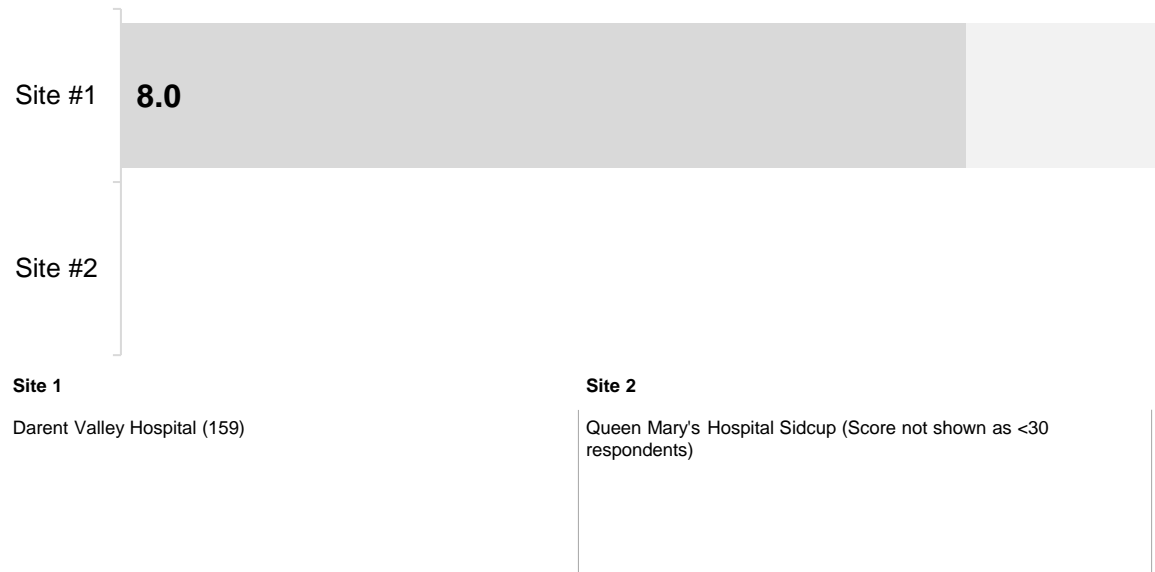 Site #1
8.0
Site #2
Site 1
Darent Valley Hospital (159)
Site 2
Queen Mary's Hospital Sidcup (Score not shown as <30
respondents)